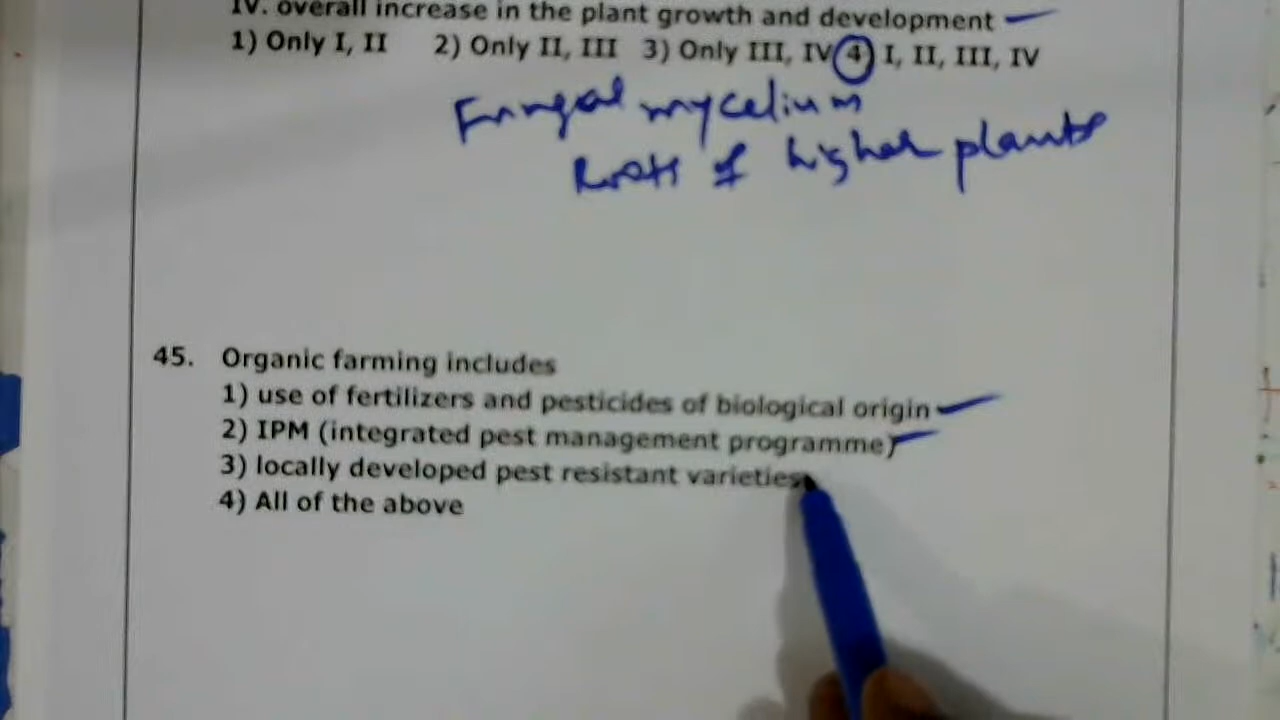 IV. overall increase in the plant growth and development
1) Only I, II 2) Only II, III 3) Only III, IV 4) I, II, III, IV
Fungal mycelium
Roots of higher plants
45. Organic farming includes
1) use of fertilizers and pesticides of biological origin
2) IPM (integrated pest management programme)
3) locally developed pest resistant varieties
4) All of the above